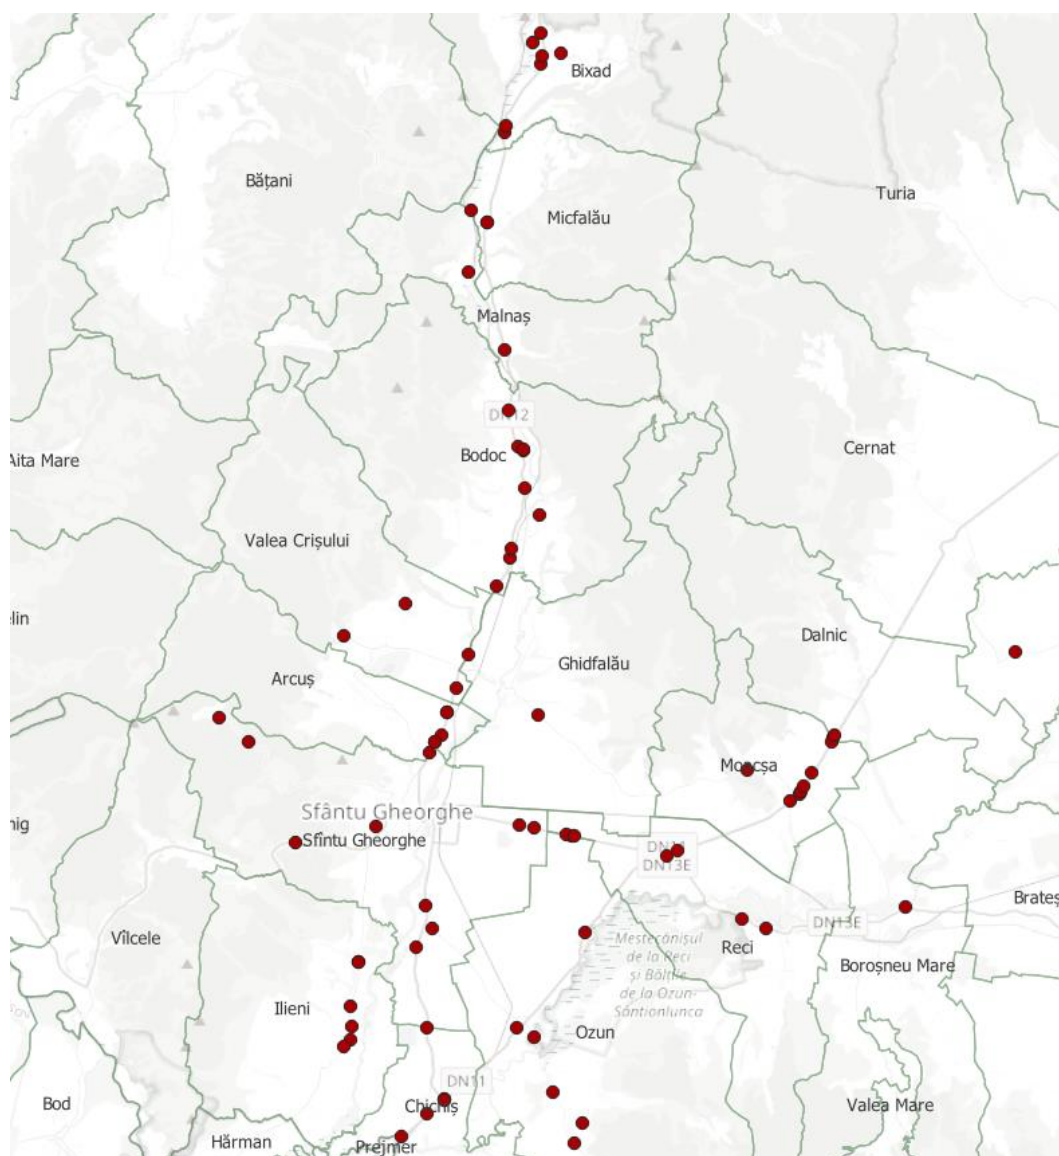 Bixad
Bățani
Turia
Micfalău
Malnaș
DN12
Cernat
Bodoc
Aita Mare
Valea Crișului
elin
Dalnic
Ghidfalău
Arcuș
Moacșa
Sfântu Gheorghe
nig
Sfîntu Gheorghe
DN11
DN13E
Brateș
DN13E
Vîlcele
Mestecănișul
de la Reci
și Bălțile
de la Ozun-
Sântionlunca
Reci
Boroșneu Mare
Ilieni
Ozun
DN11
Bod
Chichiș
Valea Mare
Hărman
Prejmer